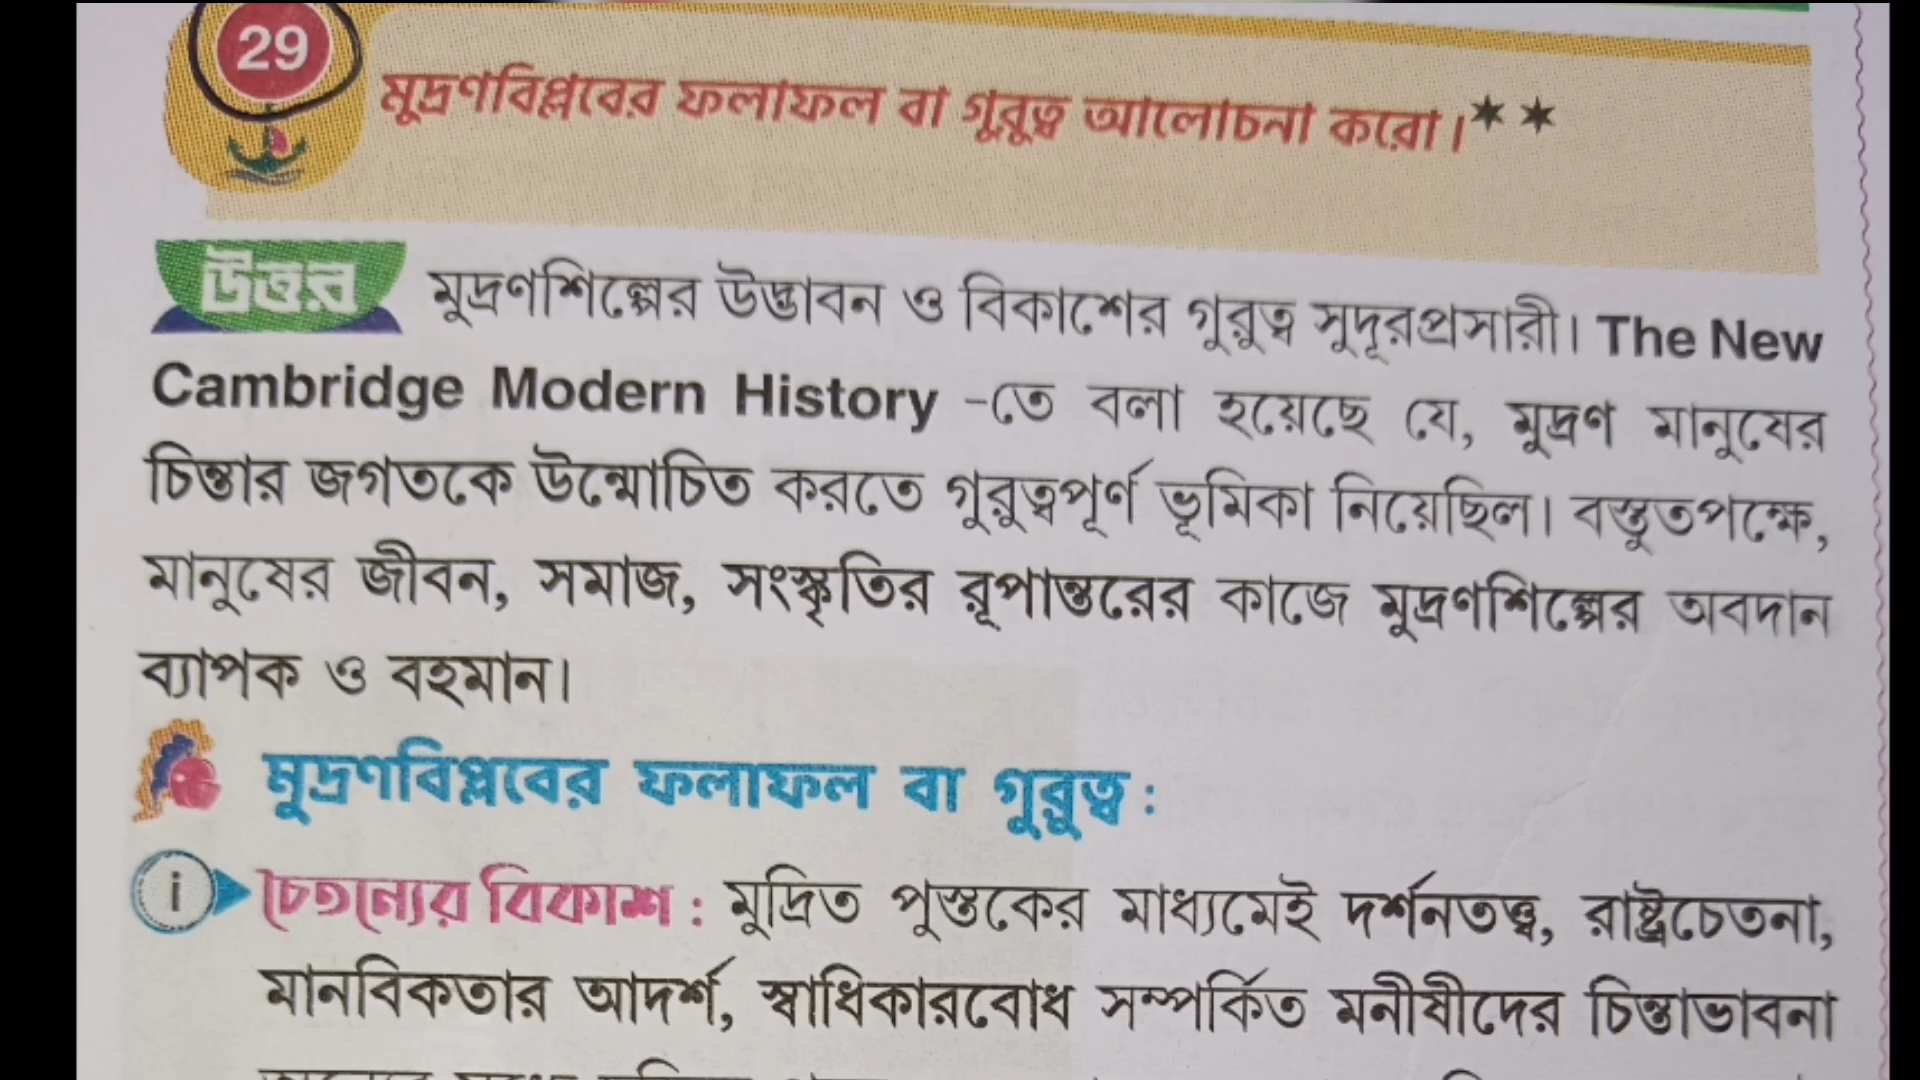 29
মুদ্রণবিপ্লবের ফলাফল বা গুরুত্ব আলোচনা করো।★★
উত্তর মুদ্রণশিল্পের উদ্ভাবন ও বিকাশের গুরুত্ব সুদূরপ্রসারী। The New
Cambridge Modern History -তে বলা হয়েছে যে, মুদ্রণ মানুষের
চিন্তার জগতকে উন্মোচিত করতে গুরুত্বপূর্ণ ভূমিকা নিয়েছিল। বস্তুতপক্ষে,
মানুষের জীবন, সমাজ, সংস্কৃতির রূপান্তরের কাজে মুদ্রণশিল্পের অবদান
ব্যাপক ও বহমান।
মুদ্রণবিপ্লবের ফলাফল বা গুরুত্ব :
i চৈতন্যের বিকাশ : মুদ্রিত পুস্তকের মাধ্যমেই দর্শনতত্ত্ব, রাষ্ট্রচেতনা,
মানবিকতার আদর্শ, স্বাধিকারবোধ সম্পর্কিত মনীষীদের চিন্তাভাবনা